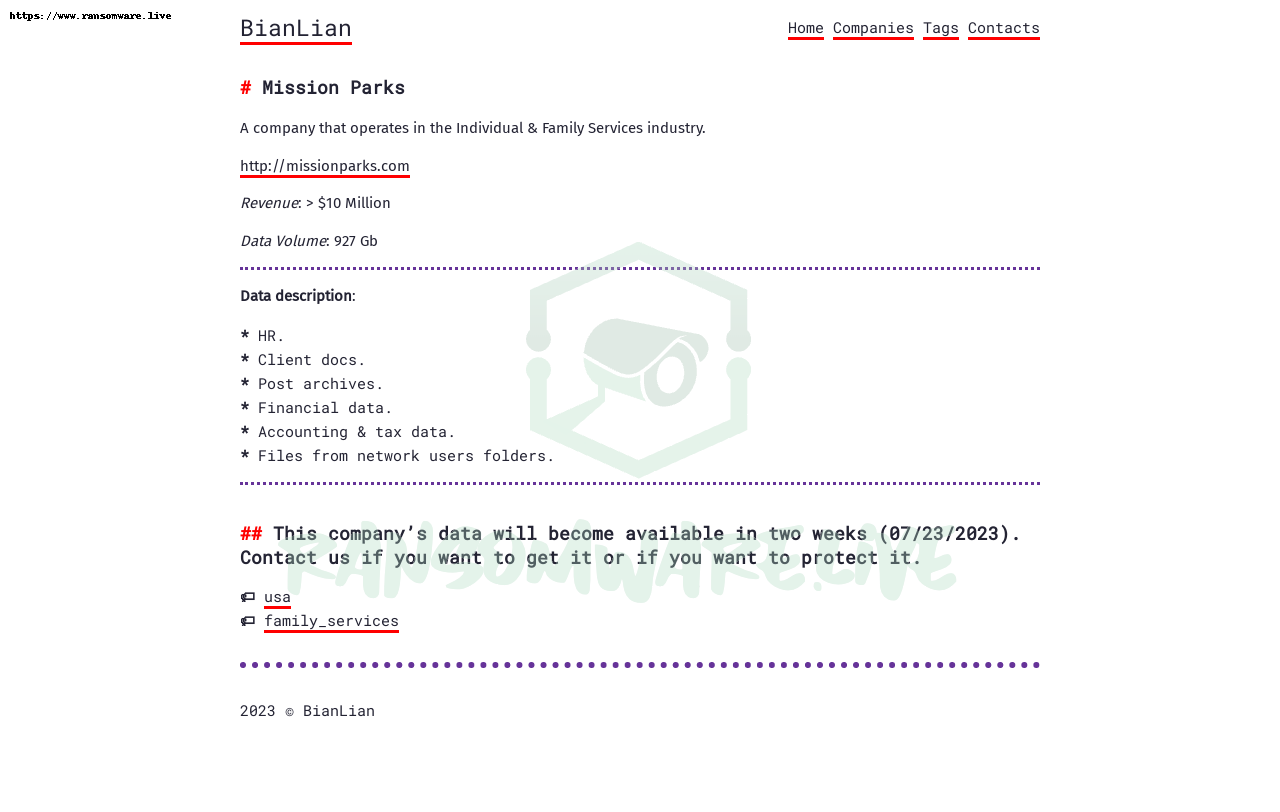 https://www.ransomware.live
BianLian
Home Companies Tags Contacts
# Mission Parks
A company that operates in the Individual & Family Services industry.
http://missionparks.com
Revenue: > $10 Million
Data Volume: 927 Gb
Data description:
* HR.
* Client docs.
* Post archives.
* Financial data.
* Accounting & tax data.
* Files from network users folders.
## This company’s data will become available in two weeks (07/23/2023).
Contact us if you want to get it or if you want to protect it.
RANSOMWARE.LIVE
usa
family_services
2023 © BianLian